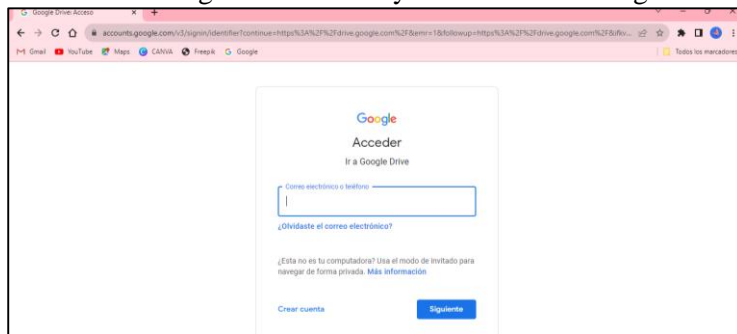 Google Drive: Acceso
accounts.google.com/v3/signin/identifier?continue=https%3A%2F%2Fdrive.google.com%2F&emr=1&followup=https%3A%2F%2Fdrive.google.com%2F&ifkv...
Gmail YouTube Maps CANVA Freepik Google Todos los marcadores
Google
Acceder
Ir a Google Drive
Correo electrónico o teléfono
¿Olvidaste el correo electrónico?
¿Esta no es tu computadora? Usa el modo de invitado para
navegar de forma privada. Más información
Crear cuenta Siguiente